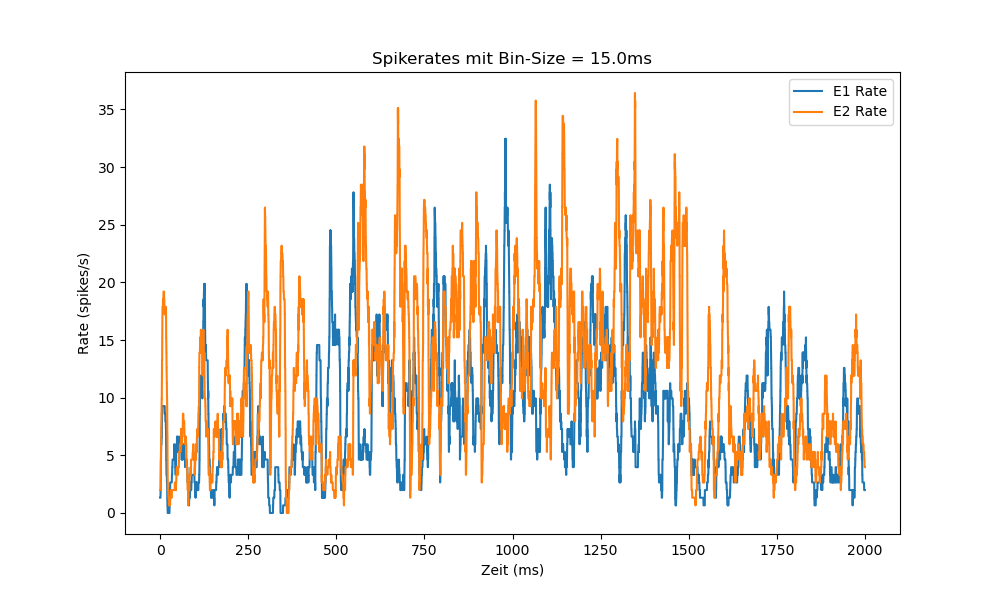 Spikerates mit Bin-Size = 15.0ms
E1 Rate
E2 Rate
Rate (spikes/s)
35
30
25
20
15
10
5
0
0 250 500 750 1000 1250 1500 1750 2000
Zeit (ms)